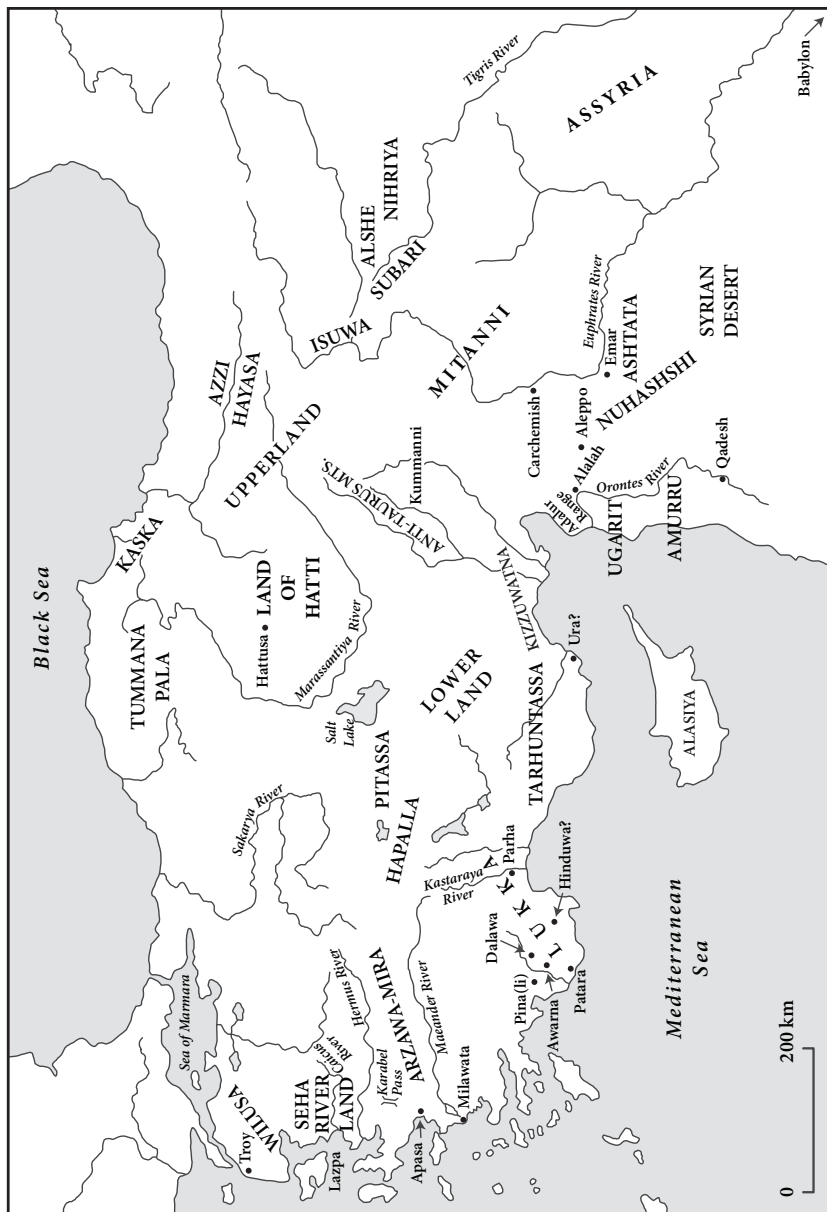 Black Sea
Sea of Marmara
Troy
WILUSA
Lazpa
SEHA
RIVER
LAND
Caicus
River
Hermus River
Karabel
Pass
ARZAWA-MIRA
Apasa
Maeander River
Milawata
Sakarya River
TUMMANA
PALA
KASKA
Hattusa
LAND
OF
HATTI
Marassantiya River
Salt
Lake
PITASSA
HAPALLA
LOWER
LAND
Kastaraya
River
Parha
LUKKA
Dalawa
Pina(li)
Awarna
Patara
Hinduwa?
TARHUNTASSA
Ura?
KIZZUWATNA
AZZI
HAYASA
UPPERLAND
ANTI-TAURUS MTS.
Kummanni
ISUWA
ALSHE
NIHRIYA
SUBARI
MITANNI
Tigris River
ASSYRIA
Carchemish
Euphrates River
Emar
ASHTATA
Aleppo
Alalah
NUHASHSHI
Adalur
Range
Orontes River
UGARIT
AMURRU
Qadesh
SYRIAN
DESERT
Babylon
ALASIYA
Mediterranean
Sea
0
200 km